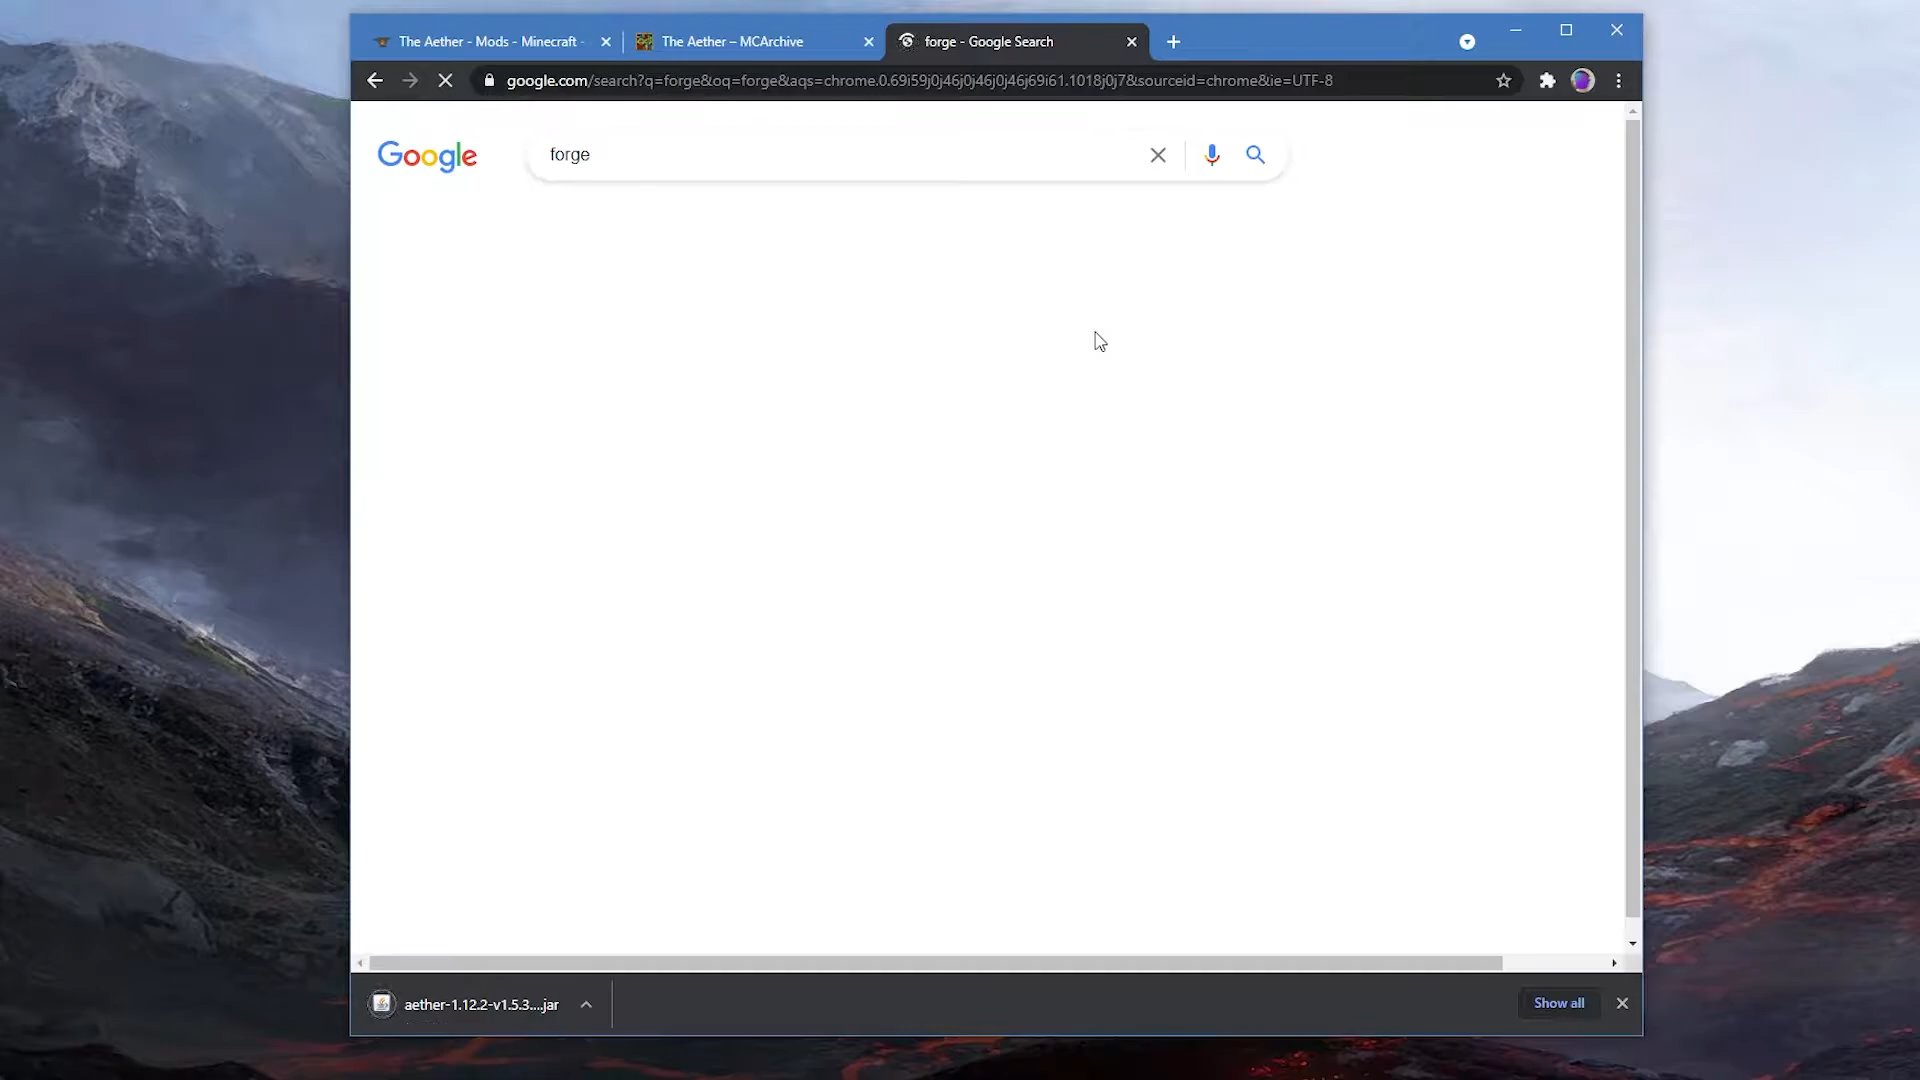 The Aether - Mods - Minecraft -
The Aether – MCArchive
forge - Google Search
google.com/search?q=forge&oq=forge&aqs=chrome.0.69i59j0j46j0j46j0j46j69i61.1018j0j7&sourceid=chrome&ie=UTF-8
Google
forge
aether-1.12.2-v1.5.3....jar
Show all